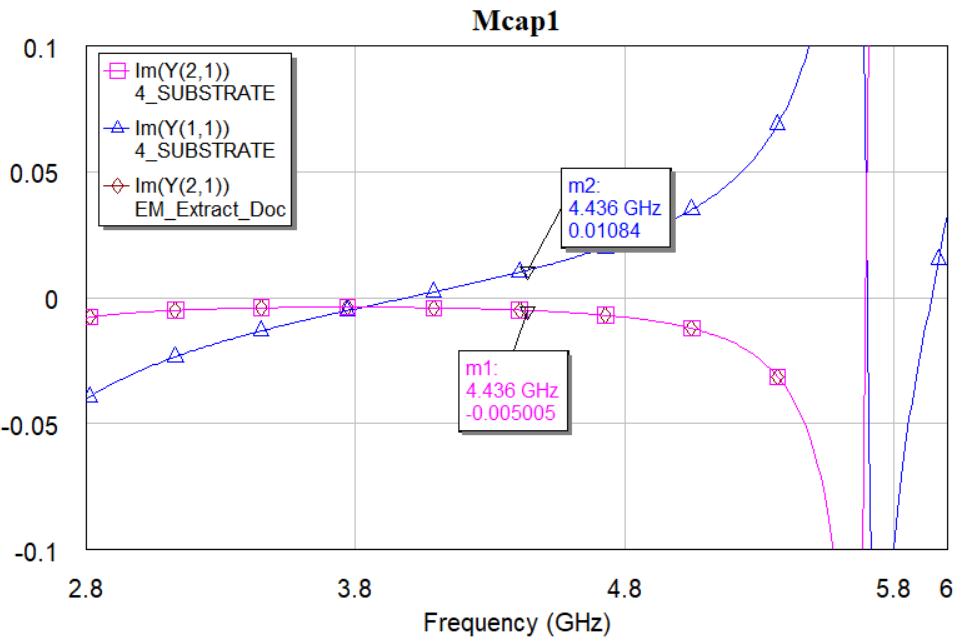 Mcap1
0.1
0.05
0
-0.05
-0.1
Im(Y(2,1))
4_SUBSTRATE
Im(Y(1,1))
4_SUBSTRATE
Im(Y(2,1))
EM_Extract_Doc
m2:
4.436 GHz
0.01084
m1:
4.436 GHz
-0.005005
2.8 3.8 4.8 5.8 6
Frequency (GHz)